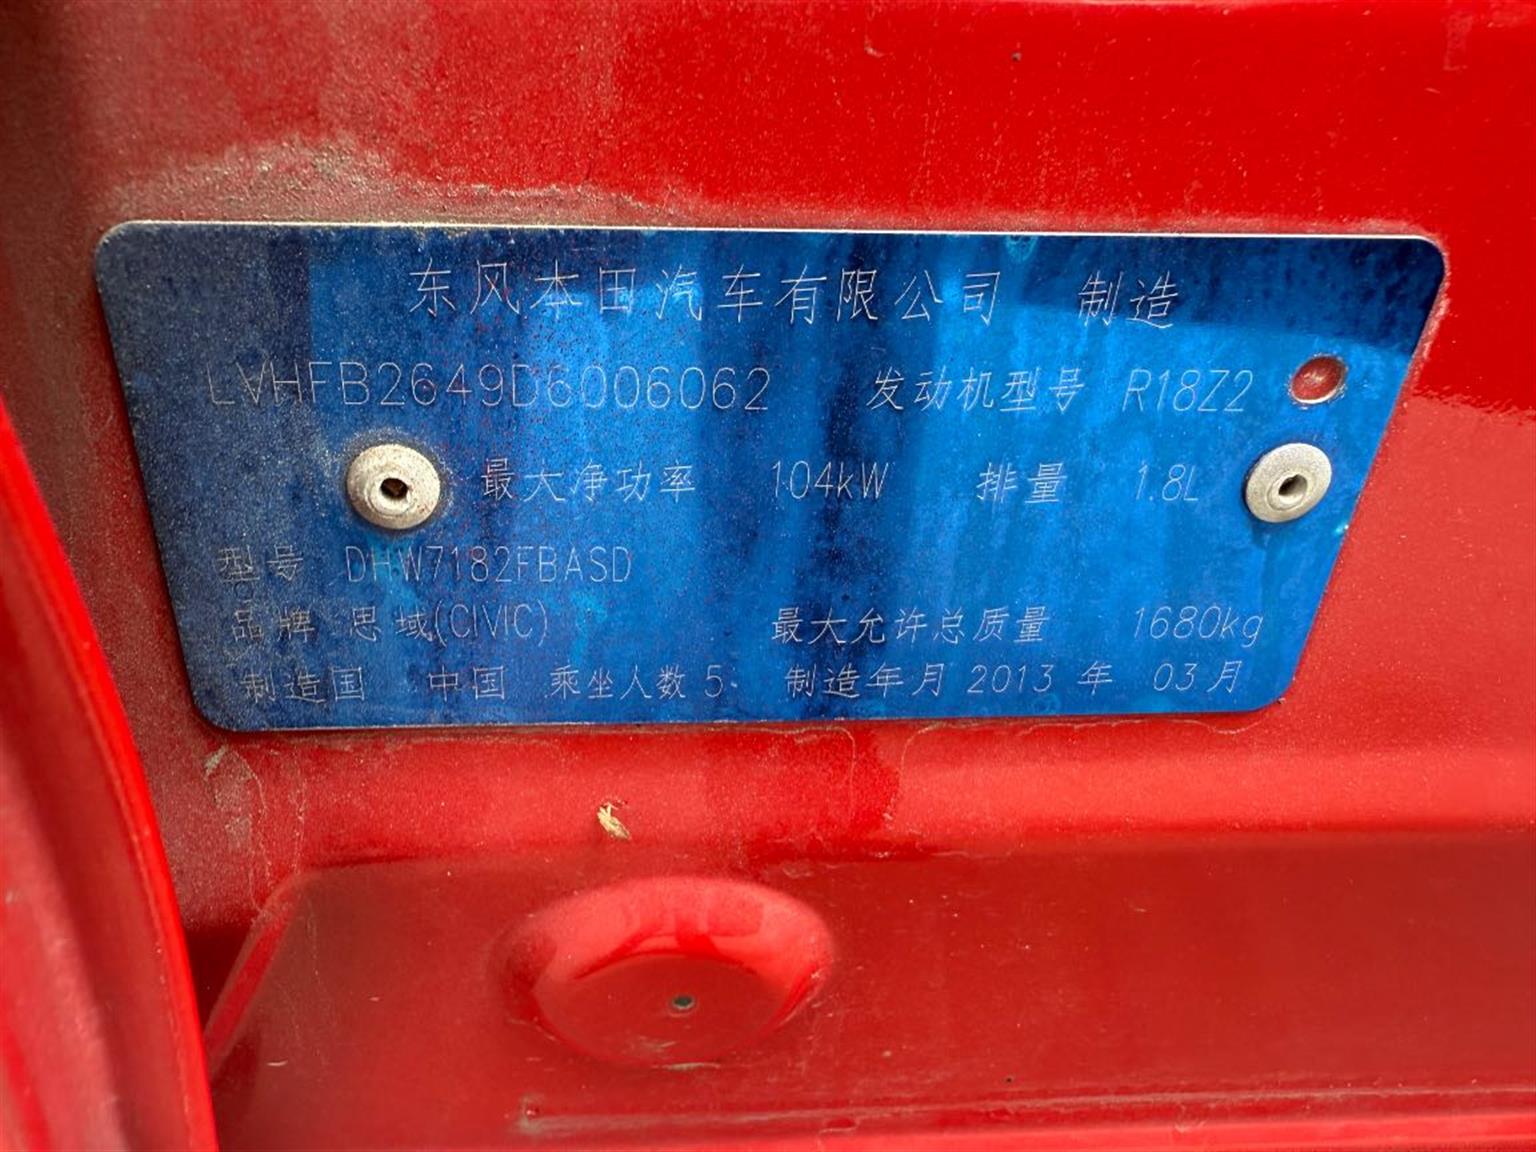 东风本田汽车有限公司 制造
LVHFB2649D6006062 发动机型号 R18Z2
最大净功率 104kW 排量 1.8L
型号 DHW7182FBASD
品牌 思域(CIVIC) 最大允许总质量 1680kg
制造国 中国 乘坐人数 5 制造年月 2013 年 03 月